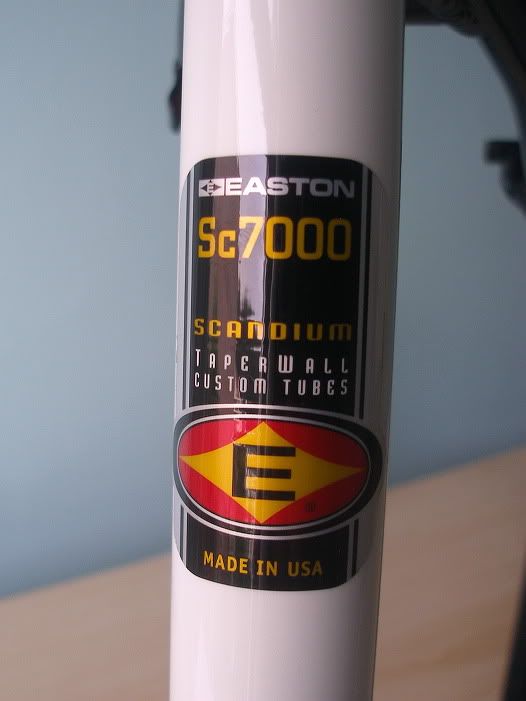 E EASTON
Sc7000
SCANDIUM
TAPERWALL
CUSTOM TUBES
E
®
MADE IN USA